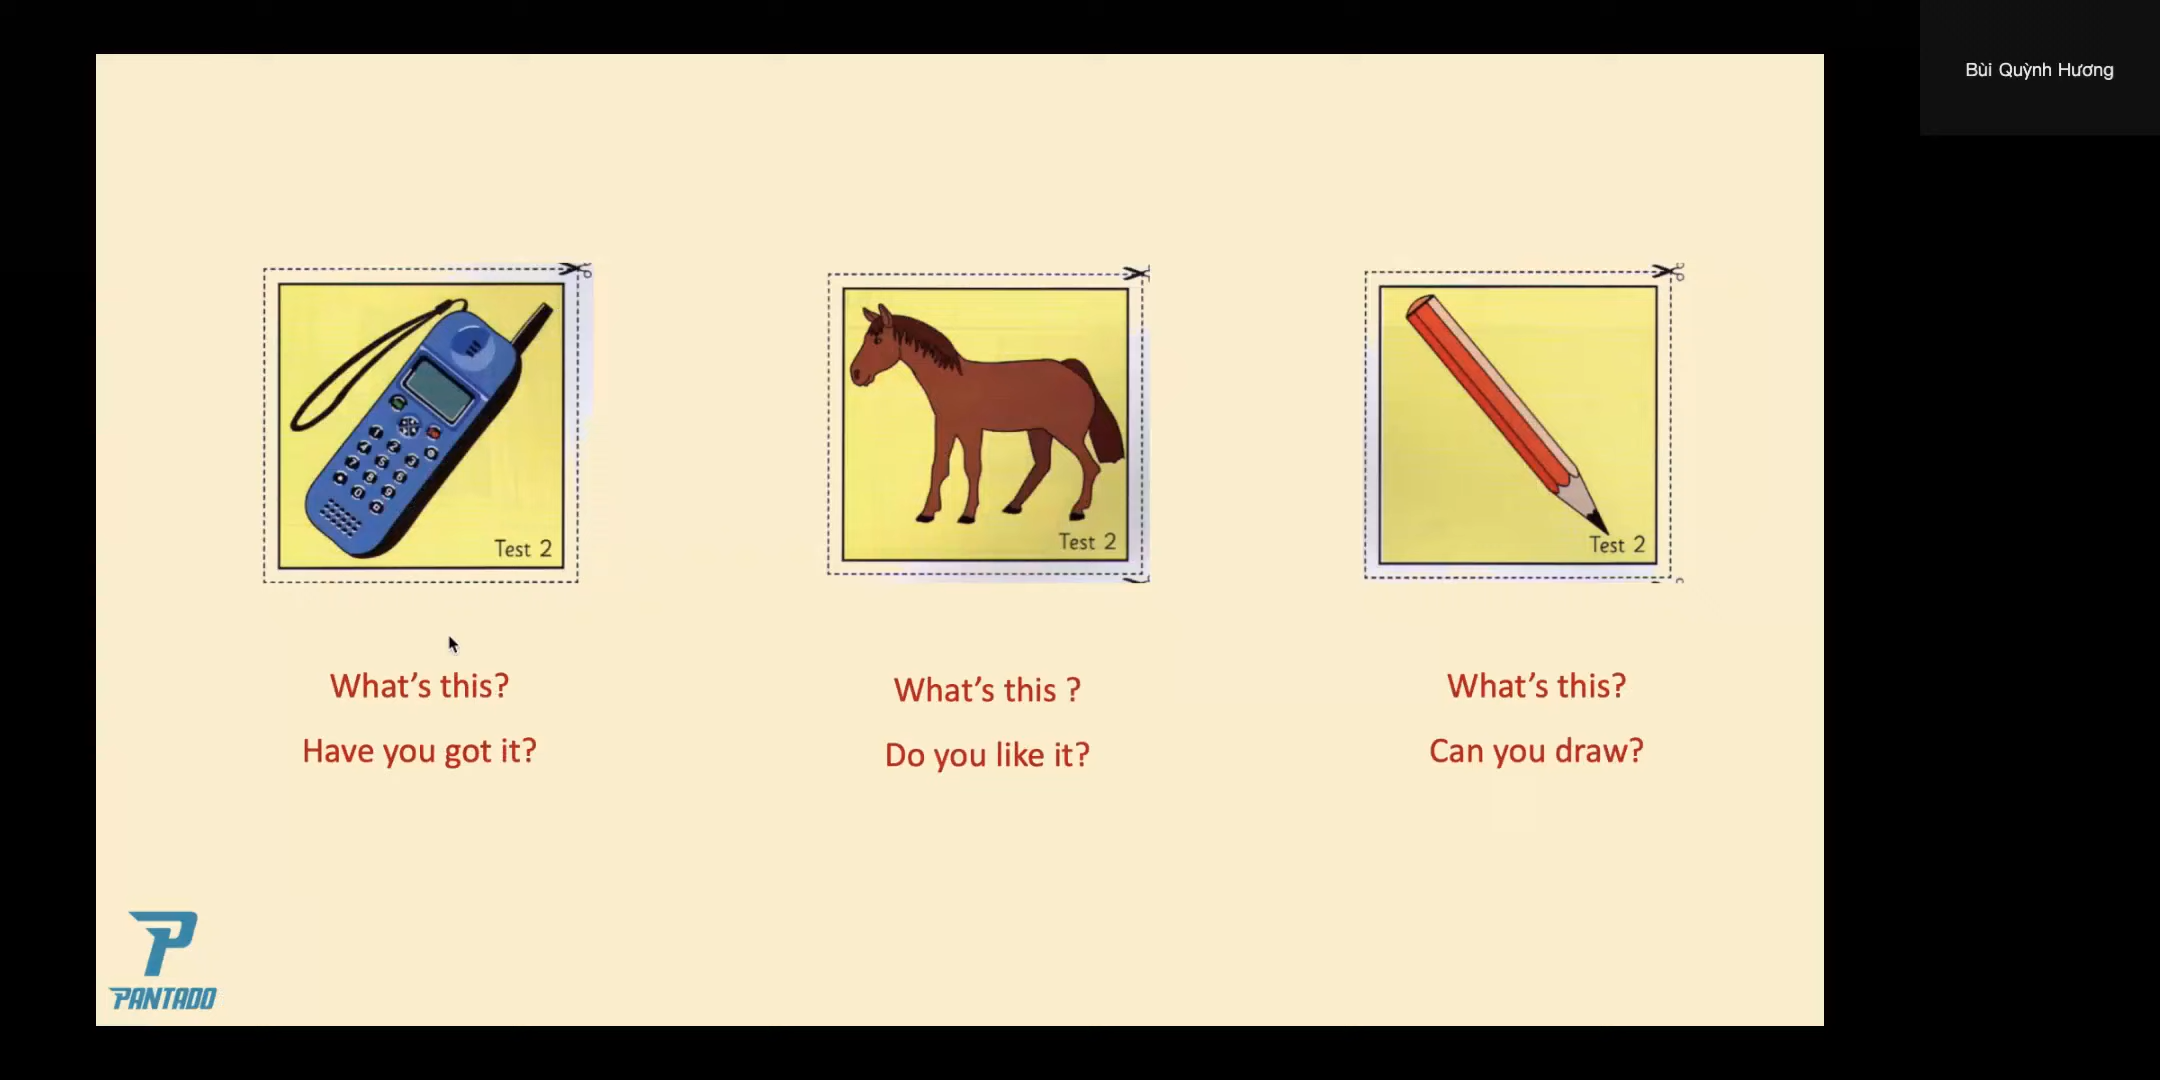 Bùi Quỳnh Hương
Test 2
Test 2
Test 2
What's this?
Have you got it?
What's this ?
Do you like it?
What's this?
Can you draw?
P
PANTADO